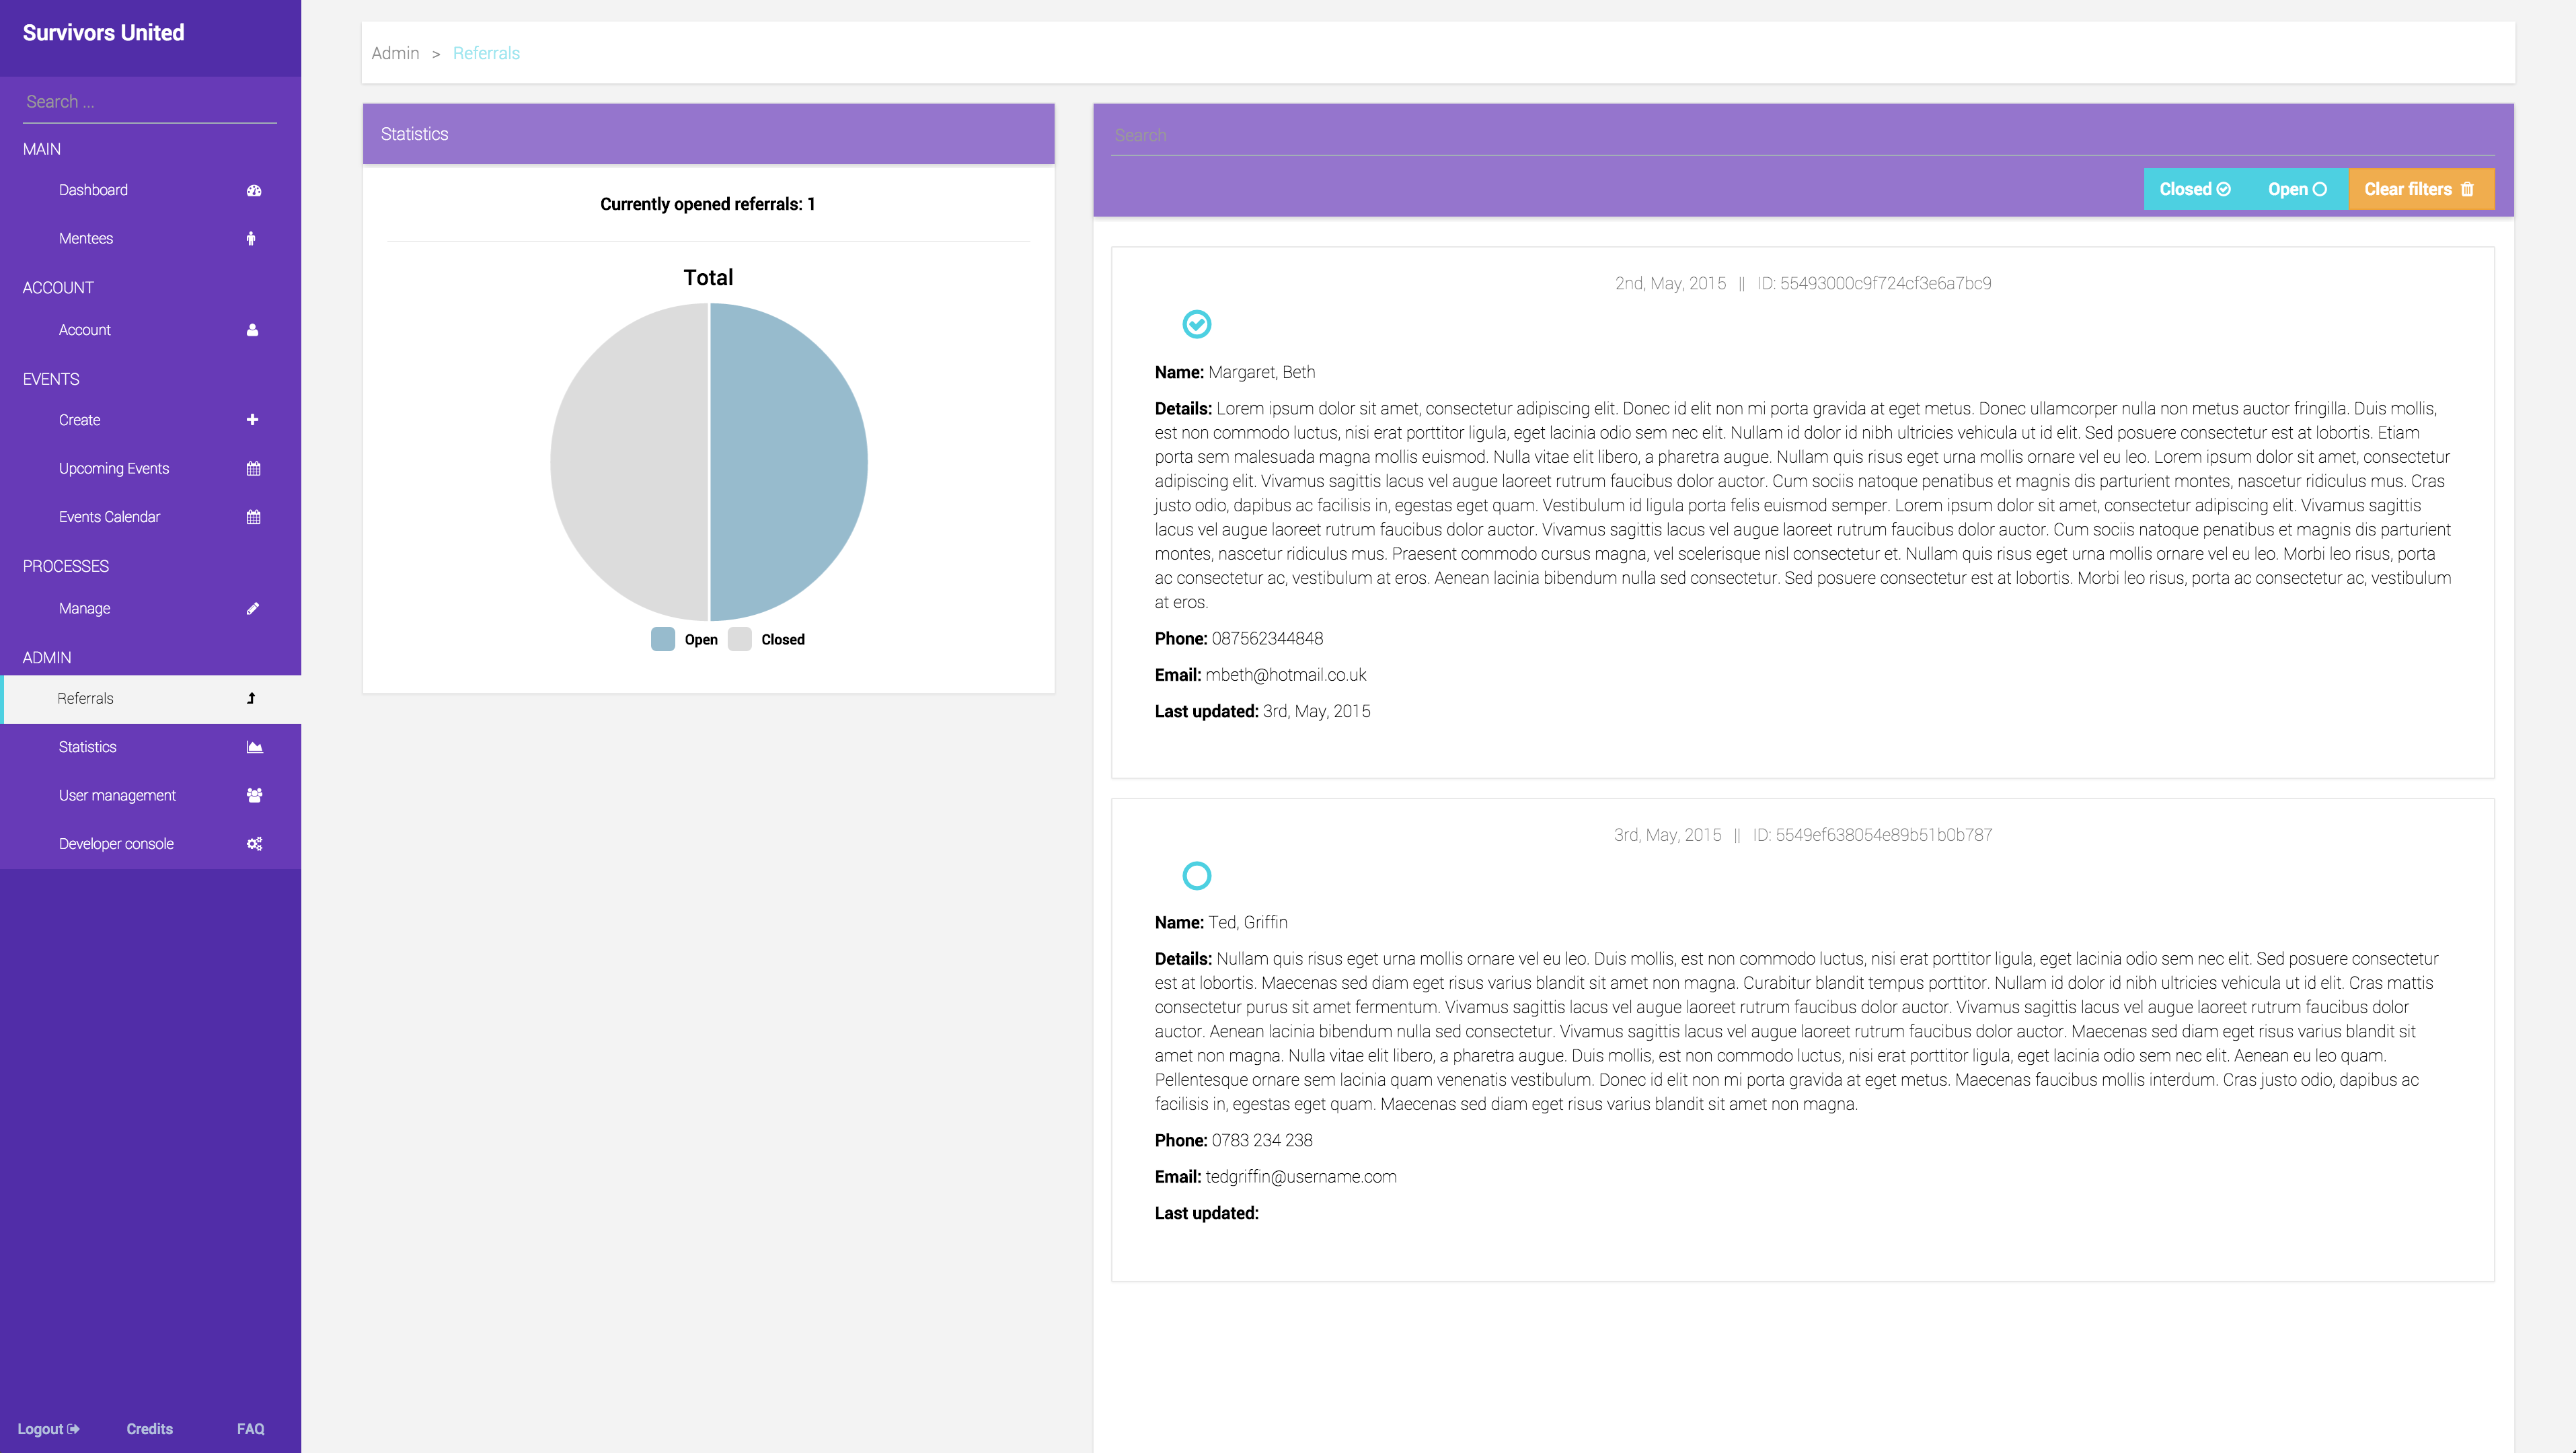 Survivors United
Search ...
MAIN
Dashboard
Mentees
ACCOUNT
Account
EVENTS
Create
Upcoming Events
Events Calendar
PROCESSES
Manage
ADMIN
Referrals
Statistics
User management
Developer console
Logout
Credits
FAQ
Admin > Referrals
Statistics
Currently opened referrals: 1
Total
Open
Closed
Search
Closed
Open
Clear filters
2nd, May, 2015 || ID: 55493000c9f724cf3e6a7bc9
Name: Margaret, Beth
Details: Lorem ipsum dolor sit amet, consectetur adipiscing elit. Donec id elit non mi porta gravida at eget metus. Donec ullamcorper nulla non metus auctor fringilla. Duis mollis,
est non commodo luctus, nisi erat porttitor ligula, eget lacinia odio sem nec elit. Nullam id dolor id nibh ultricies vehicula ut id elit. Sed posuere consectetur est at lobortis. Etiam
porta sem malesuada magna mollis euismod. Nulla vitae elit libero, a pharetra augue. Nullam quis risus eget urna mollis ornare vel eu leo. Lorem ipsum dolor sit amet, consectetur
adipiscing elit. Vivamus sagittis lacus vel augue laoreet rutrum faucibus dolor auctor. Cum sociis natoque penatibus et magnis dis parturient montes, nascetur ridiculus mus. Cras
justo odio, dapibus ac facilisis in, egestas eget quam. Vestibulum id ligula porta felis euismod semper. Lorem ipsum dolor sit amet, consectetur adipiscing elit. Vivamus sagittis
lacus vel augue laoreet rutrum faucibus dolor auctor. Vivamus sagittis lacus vel augue laoreet rutrum faucibus dolor auctor. Cum sociis natoque penatibus et magnis dis parturient
montes, nascetur ridiculus mus. Praesent commodo cursus magna, vel scelerisque nisl consectetur et. Nullam quis risus eget urna mollis ornare vel eu leo. Morbi leo risus, porta
ac consectetur ac, vestibulum at eros. Aenean lacinia bibendum nulla sed consectetur. Sed posuere consectetur est at lobortis. Morbi leo risus, porta ac consectetur ac, vestibulum
at eros.
Phone: 087562344848
Email: mbeth@hotmail.co.uk
Last updated: 3rd, May, 2015
3rd, May, 2015 || ID: 5549ef638054e89b51b0b787
Name: Ted, Griffin
Details: Nullam quis risus eget urna mollis ornare vel eu leo. Duis mollis, est non commodo luctus, nisi erat porttitor ligula, eget lacinia odio sem nec elit. Sed posuere consectetur
est at lobortis. Maecenas sed diam eget risus varius blandit sit amet non magna. Curabitur blandit tempus porttitor. Nullam id dolor id nibh ultricies vehicula ut id elit. Cras mattis
consectetur purus sit amet fermentum. Vivamus sagittis lacus vel augue laoreet rutrum faucibus dolor auctor. Vivamus sagittis lacus vel augue laoreet rutrum faucibus dolor
auctor. Aenean lacinia bibendum nulla sed consectetur. Vivamus sagittis lacus vel augue laoreet rutrum faucibus dolor auctor. Maecenas sed diam eget risus varius blandit sit
amet non magna. Nulla vitae elit libero, a pharetra augue. Duis mollis, est non commodo luctus, nisi erat porttitor ligula, eget lacinia odio sem nec elit. Aenean eu leo quam.
Pellentesque ornare sem lacinia quam venenatis vestibulum. Donec id elit non mi porta gravida at eget metus. Maecenas faucibus mollis interdum. Cras justo odio, dapibus ac
facilisis in, egestas eget quam. Maecenas sed diam eget risus varius blandit sit amet non magna.
Phone: 0783 234 238
Email: tedgriffin@username.com
Last updated: